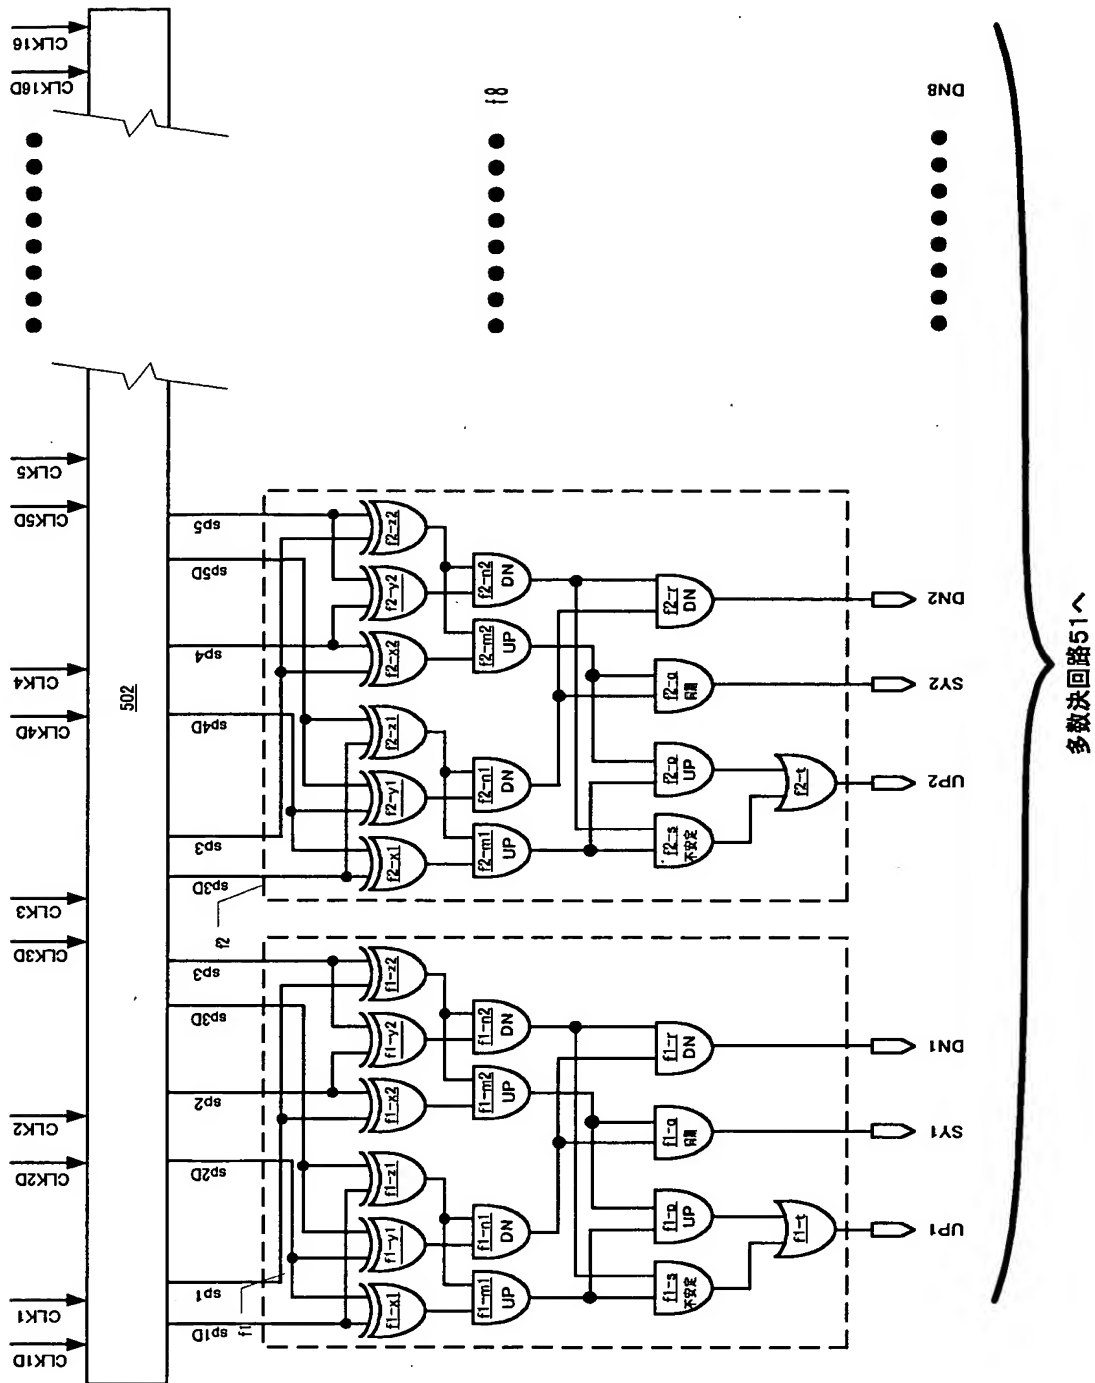 CLK1D
CLK1
CLK2D
CLK2
CLK3D
CLK3
CLK4D
CLK4
CLK5D
CLK5
CLK16D
CLK16
502
sp1D
sp1
sp2D
sp2
sp3D
sp3
sp3D
sp3
sp4D
sp4
sp5D
sp5
f1
f2
f8
f1-x1
f1-y1
f1-z1
f1-x2
f1-y2
f1-z2
f1-m1
UP
f1-n1
DN
f1-m2
UP
f1-n2
DN
f1-s
不安定
f1-p
UP
f1-q
同期
f1-r
DN
f1-t
f2-x1
f2-y1
f2-z1
f2-x2
f2-y2
f2-z2
f2-m1
UP
f2-n1
DN
f2-m2
UP
f2-n2
DN
f2-s
不安定
f2-p
UP
f2-q
同期
f2-r
DN
f2-t
UP1
SY1
DN1
UP2
SY2
DN2
DN8
多数決回路51へ